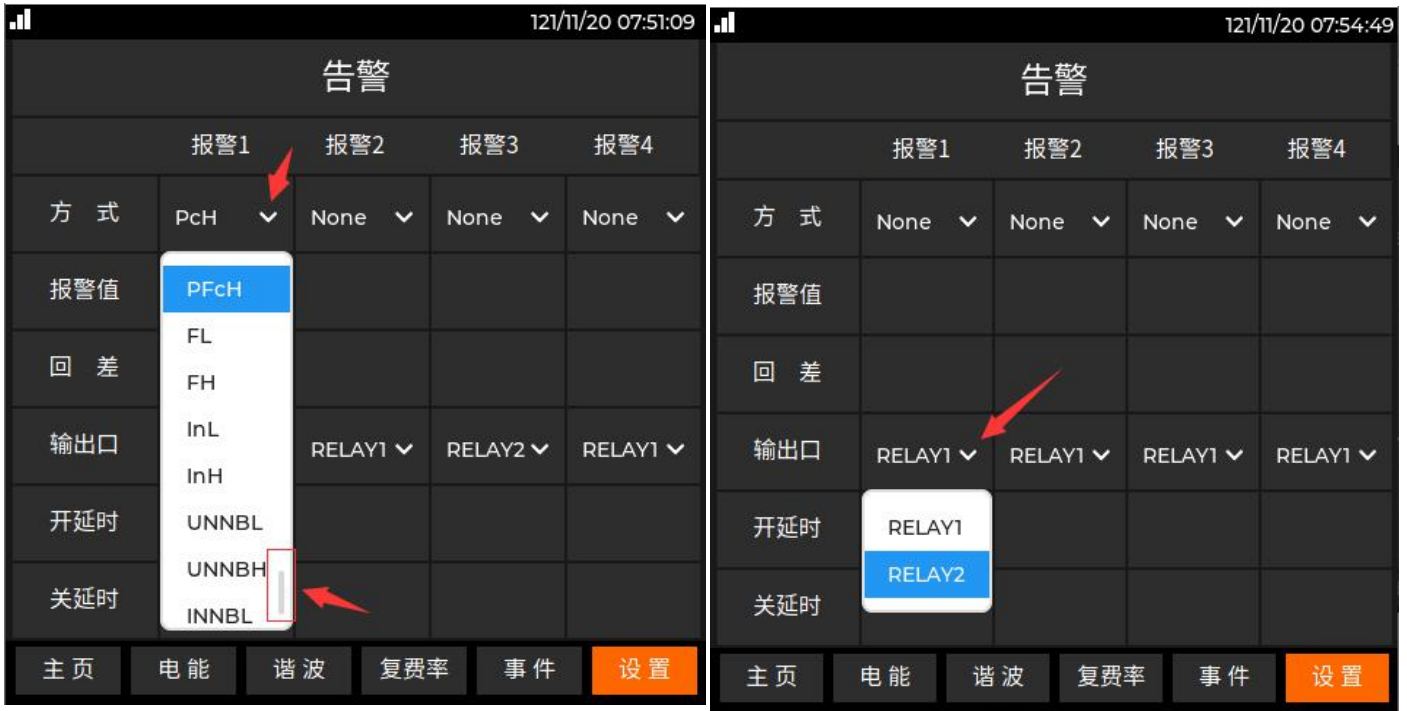 121/11/20 07:51:09
告警
报警1 报警2 报警3 报警4
方 式 PcH None None None
报警值 PFcH
FL
回 差 FH
InL
输出口 RELAY1 RELAY2 RELAY1
InH
开延时 UNNBL
UNNBH
关延时 INNBL
主页 电能 谐波 复费率 事件 设置
121/11/20 07:54:49
告警
报警1 报警2 报警3 报警4
方 式 None None None None
报警值
回 差
输出口 RELAY1 RELAY1 RELAY1 RELAY1
开延时 RELAY1
RELAY2
关延时
主页 电能 谐波 复费率 事件 设置